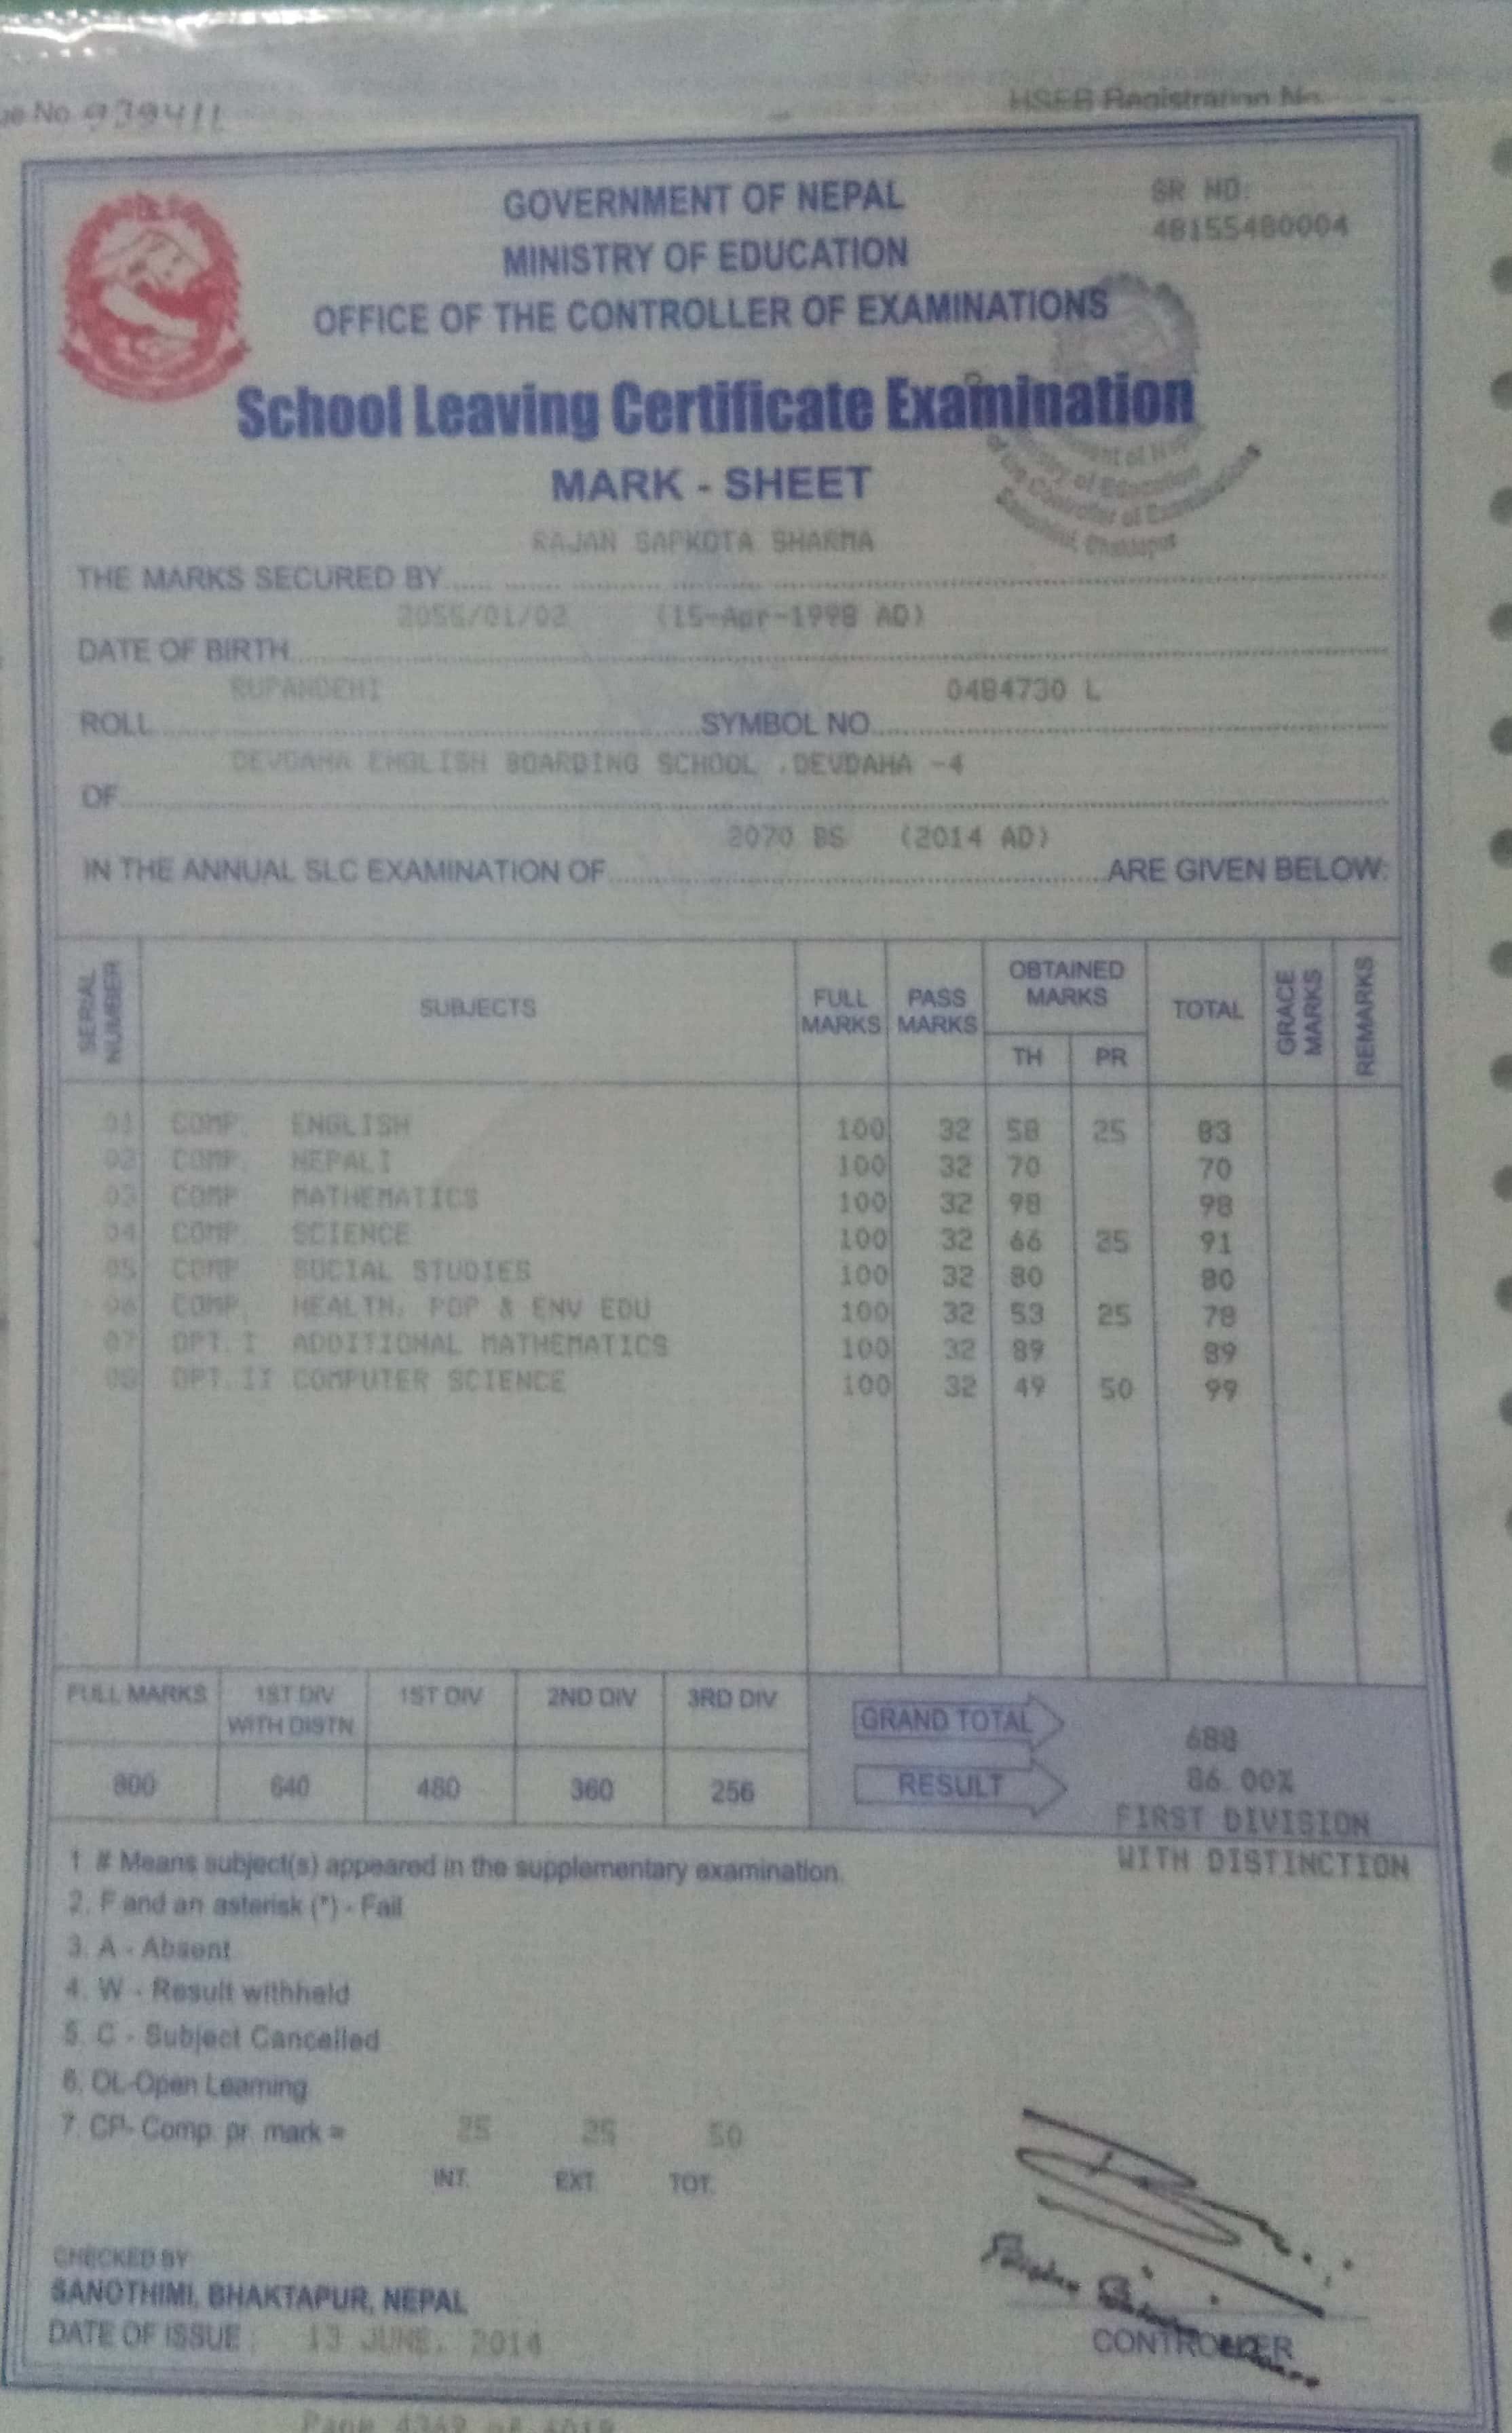 ue No. 939411
HSEB Registration No.
SR NO:
48155480004
GOVERNMENT OF NEPAL
MINISTRY OF EDUCATION
OFFICE OF THE CONTROLLER OF EXAMINATIONS
School Leaving Certificate Examination
MARK - SHEET
of Education
of the Controller of Examinations
RAJAN SAPKOTA SHARMA
THE MARKS SECURED BY
2055/01/02 (15-Apr-1998 AD)
DATE OF BIRTH
RUPANDEHI 0484730 L
ROLL SYMBOL NO.
DEVDAHA ENGLISH BOARDING SCHOOL ,DEVDAHA -4
OF
2070 BS (2014 AD)
IN THE ANNUAL SLC EXAMINATION OF ARE GIVEN BELOW:
SERIAL NUMBER SUBJECTS FULL MARKS PASS MARKS OBTAINED MARKS TOTAL GRACE MARKS REMARKS
TH PR
01 COMP. ENGLISH 100 32 58 25 83
02 COMP. NEPALI 100 32 70 70
03 COMP. MATHEMATICS 100 32 98 98
04 COMP. SCIENCE 100 32 66 25 91
05 COMP. SOCIAL STUDIES 100 32 80 80
06 COMP. HEALTH, POP & ENV EDU 100 32 53 25 78
07 OPT. I ADDITIONAL MATHEMATICS 100 32 89 89
08 OPT.II COMPUTER SCIENCE 100 32 49 50 99
FULL MARKS 1ST DIV WITH DISTN 1ST DIV 2ND DIV 3RD DIV
800 640 480 360 256
GRAND TOTAL 688
RESULT 86.00%
FIRST DIVISION
WITH DISTINCTION
1 # Means subject(s) appeared in the supplementary examination.
2. F and an asterisk (*) - Fail
3. A - Absent
4. W - Result withheld
5. C - Subject Cancelled
6. OL-Open Learning
7. CP- Comp. pr. mark = 25 25 50
INT. EXT. TOT.
CHECKED BY
SANOTHIMI, BHAKTAPUR, NEPAL
DATE OF ISSUE : 13 JUNE, 2014
CONTROLLER